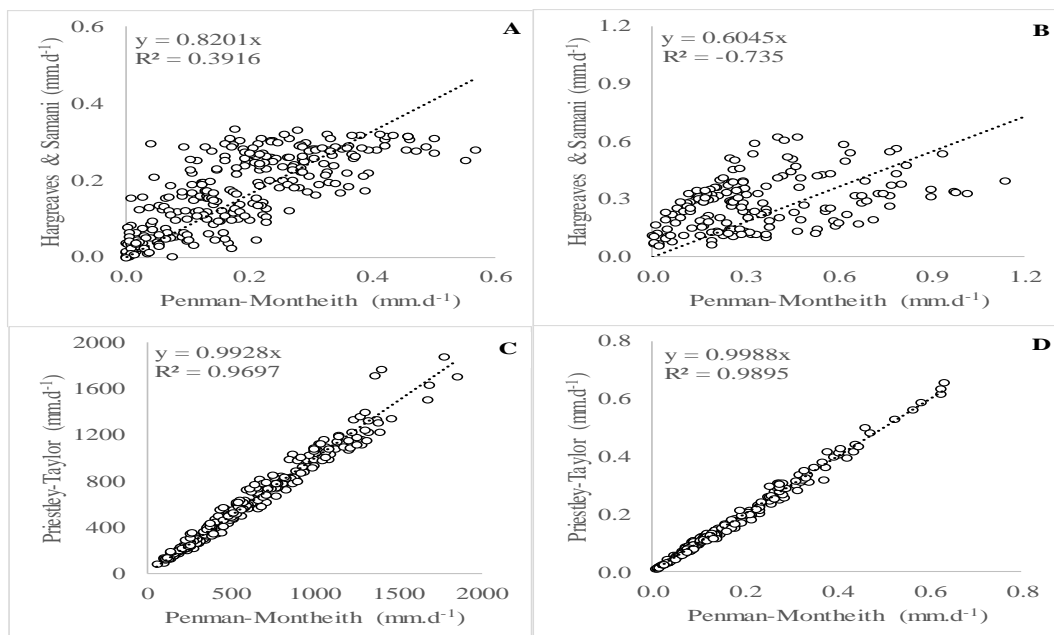 A
y = 0.8201x
R² = 0.3916
Hargreaves & Samani (mm.d⁻¹)
0.6
0.4
0.2
0.0
0.0 0.2 0.4 0.6
Penman-Montheith (mm.d⁻¹)
B
y = 0.6045x
R² = -0.735
Hargreaves & Samani (mm.d⁻¹)
1.2
0.9
0.6
0.3
0.0
0.0 0.3 0.6 0.9 1.2
Penman-Montheith (mm.d⁻¹)
C
y = 0.9928x
R² = 0.9697
Priestley-Taylor (mm.d⁻¹)
2000
1600
1200
800
400
0
0 500 1000 1500 2000
Penman-Montheith (mm.d⁻¹)
D
y = 0.9988x
R² = 0.9895
Priestley-Taylor (mm.d⁻¹)
0.8
0.6
0.4
0.2
0.0
0.0 0.2 0.4 0.6 0.8
Penman-Montheith (mm.d⁻¹)